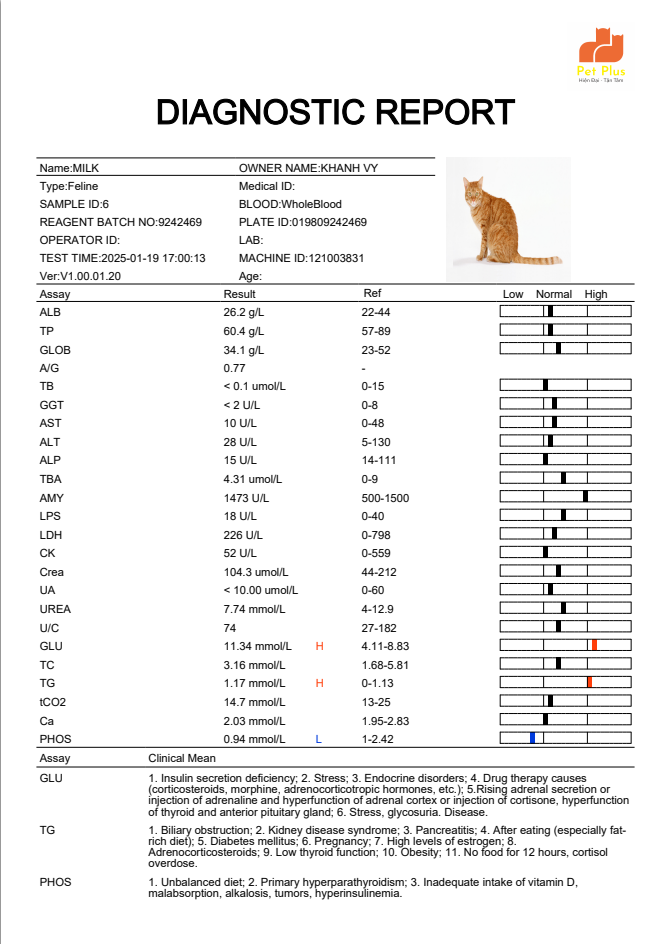 Pet Plus
Hiện Đại - Tận Tâm
DIAGNOSTIC REPORT
Name:MILK OWNER NAME:KHANH VY
Type:Feline Medical ID:
SAMPLE ID:6 BLOOD:WholeBlood
REAGENT BATCH NO:9242469 PLATE ID:019809242469
OPERATOR ID: LAB:
TEST TIME:2025-01-19 17:00:13 MACHINE ID:121003831
Ver:V1.00.01.20 Age:
Assay Result Ref Low Normal High
ALB 26.2 g/L 22-44
TP 60.4 g/L 57-89
GLOB 34.1 g/L 23-52
A/G 0.77 -
TB < 0.1 umol/L 0-15
GGT < 2 U/L 0-8
AST 10 U/L 0-48
ALT 28 U/L 5-130
ALP 15 U/L 14-111
TBA 4.31 umol/L 0-9
AMY 1473 U/L 500-1500
LPS 18 U/L 0-40
LDH 226 U/L 0-798
CK 52 U/L 0-559
Crea 104.3 umol/L 44-212
UA < 10.00 umol/L 0-60
UREA 7.74 mmol/L 4-12.9
U/C 74 27-182
GLU 11.34 mmol/L H 4.11-8.83
TC 3.16 mmol/L 1.68-5.81
TG 1.17 mmol/L H 0-1.13
tCO2 14.7 mmol/L 13-25
Ca 2.03 mmol/L 1.95-2.83
PHOS 0.94 mmol/L L 1-2.42
Assay Clinical Mean
GLU 1. Insulin secretion deficiency; 2. Stress; 3. Endocrine disorders; 4. Drug therapy causes
(corticosteroids, morphine, adrenocorticotropic hormones, etc.); 5.Rising adrenal secretion or
injection of adrenaline and hyperfunction of adrenal cortex or injection of cortisone, hyperfunction
of thyroid and anterior pituitary gland; 6. Stress, glycosuria. Disease.
TG 1. Biliary obstruction; 2. Kidney disease syndrome; 3. Pancreatitis; 4. After eating (especially fat-
rich diet); 5. Diabetes mellitus; 6. Pregnancy; 7. High levels of estrogen; 8.
Adrenocorticosteroids; 9. Low thyroid function; 10. Obesity; 11. No food for 12 hours, cortisol
overdose.
PHOS 1. Unbalanced diet; 2. Primary hyperparathyroidism; 3. Inadequate intake of vitamin D,
malabsorption, alkalosis, tumors, hyperinsulinemia.